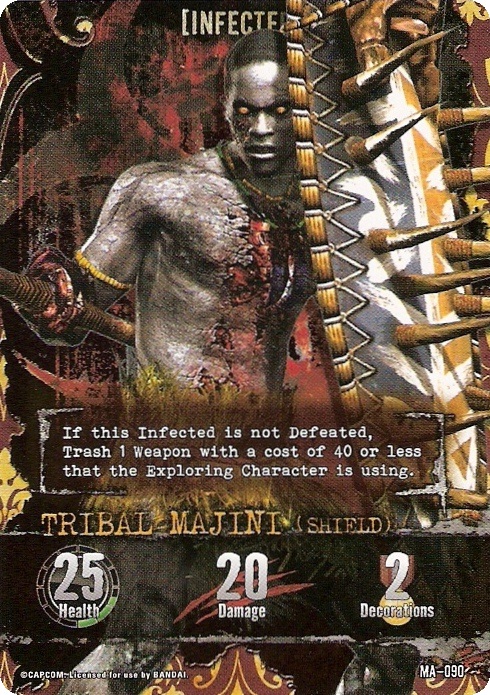 [INFECTED
If this Infected is not Defeated,
Trash 1 Weapon with a cost of 40 or less
that the Exploring Character is using.
TRIBAL MAJINI (SHIELD)
25 20 2
Health Damage Decorations
©CAPCOM. Licensed for use by BANDAI.
MA-090